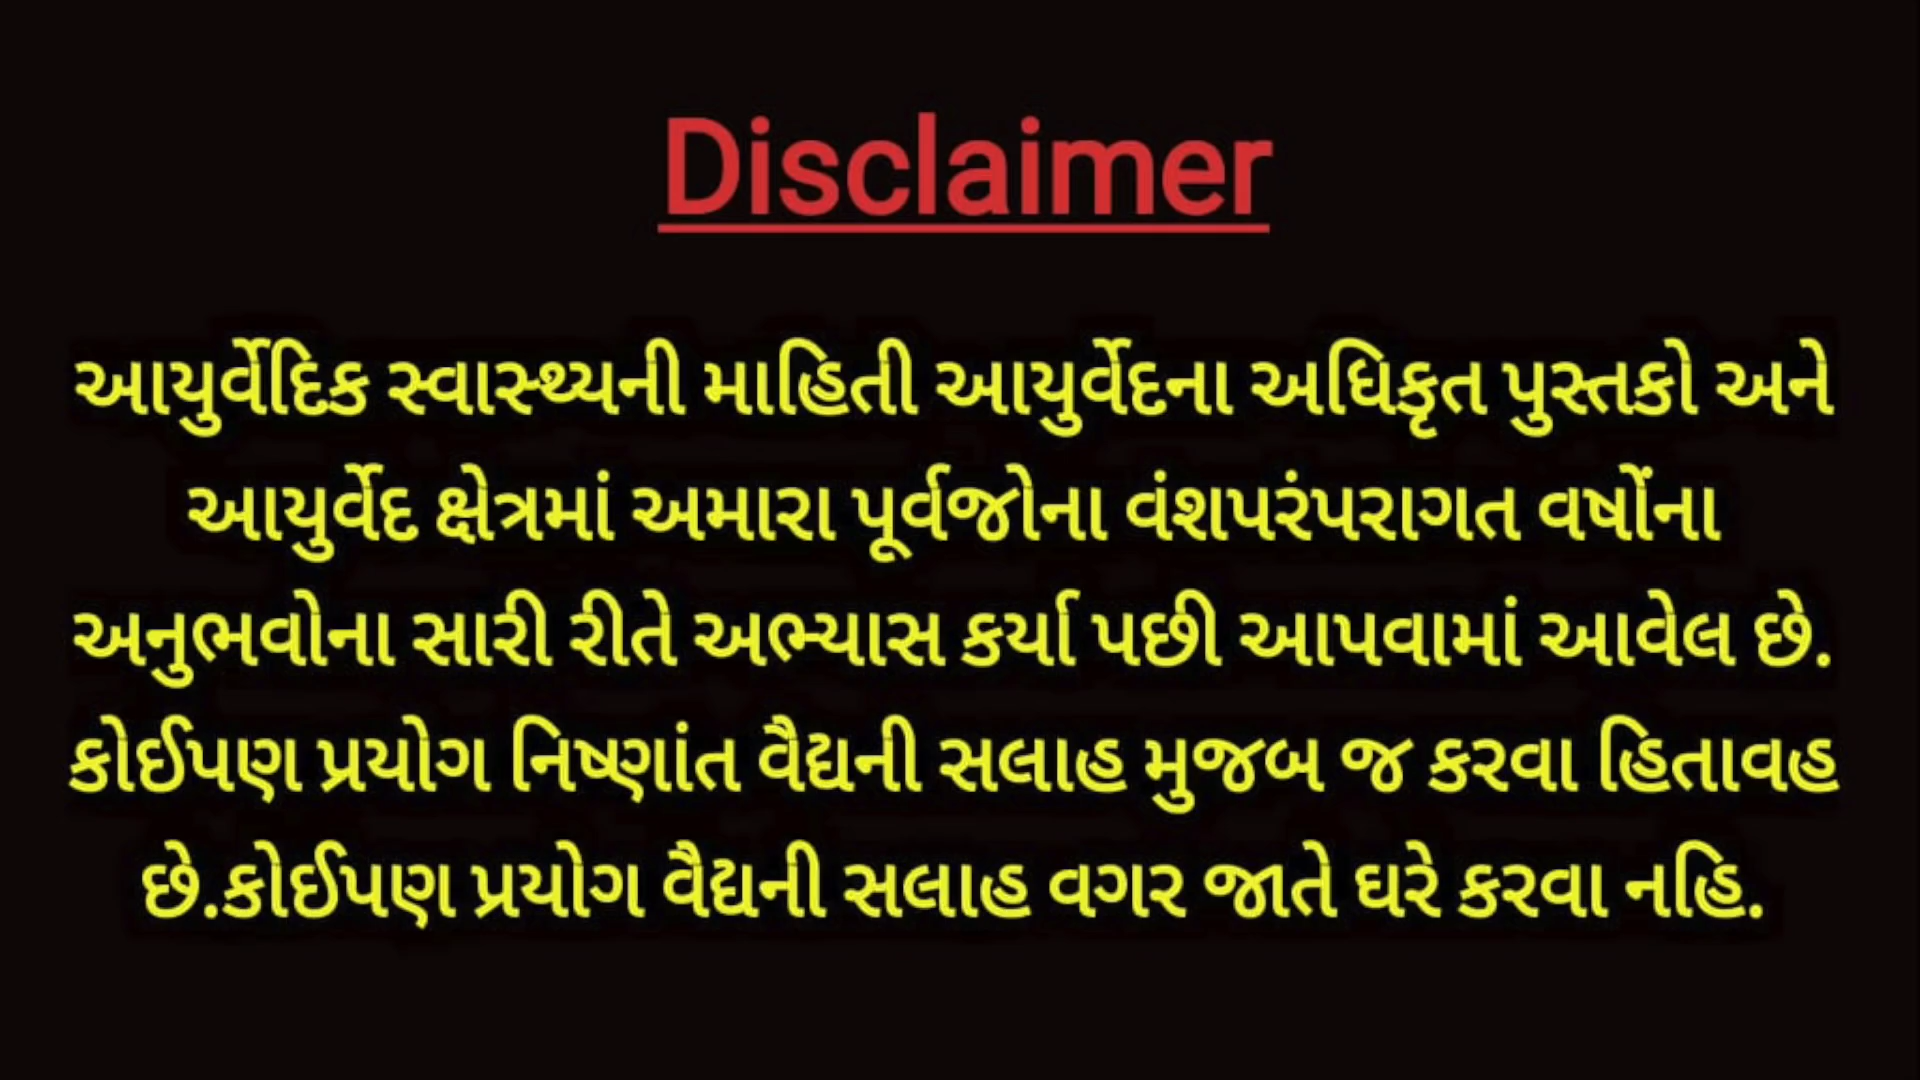 Disclaimer
આયુર્વેદિક સ્વાસ્થ્યની માહિતી આયુર્વેદના અધિકૃત પુસ્તકો અને
આયુર્વેદ ક્ષેત્રમાં અમારા પૂર્વજોના વંશપરંપરાગત વર્ષોંના
અનુભવોના સારી રીતે અભ્યાસ કર્યા પછી આપવામાં આવેલ છે.
કોઈપણ પ્રયોગ નિષ્ણાંત વૈદ્યની સલાહ મુજબ જ કરવા હિતાવહ
છે.કોઈપણ પ્રયોગ વૈદ્યની સલાહ વગર જાતે ઘરે કરવા નહિ.